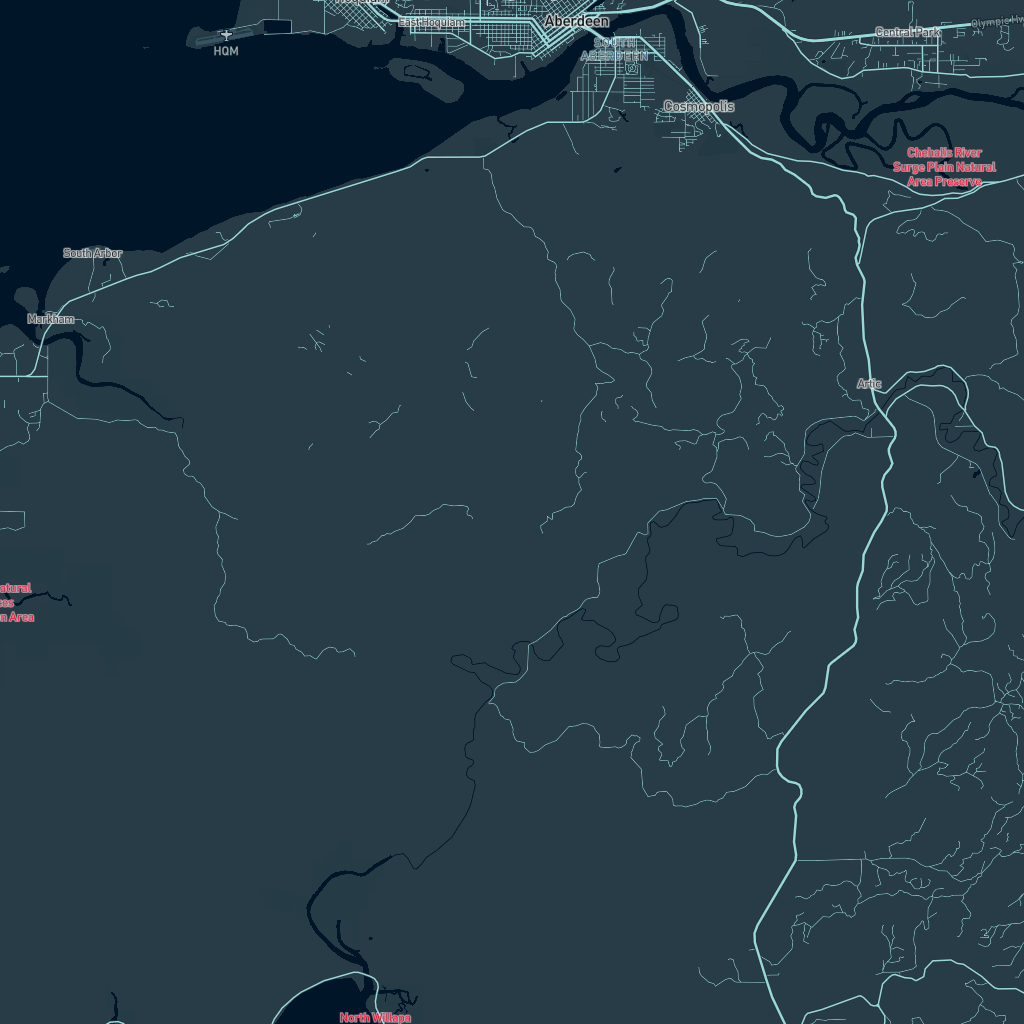 East Hoquiam
Aberdeen
HQM
SOUTH
ABERDEEN
Central Park
Cosmopolis
Chehalis River
Surge Plain Natural
Area Preserve
South Arbor
Markham
Artic
North Willapa